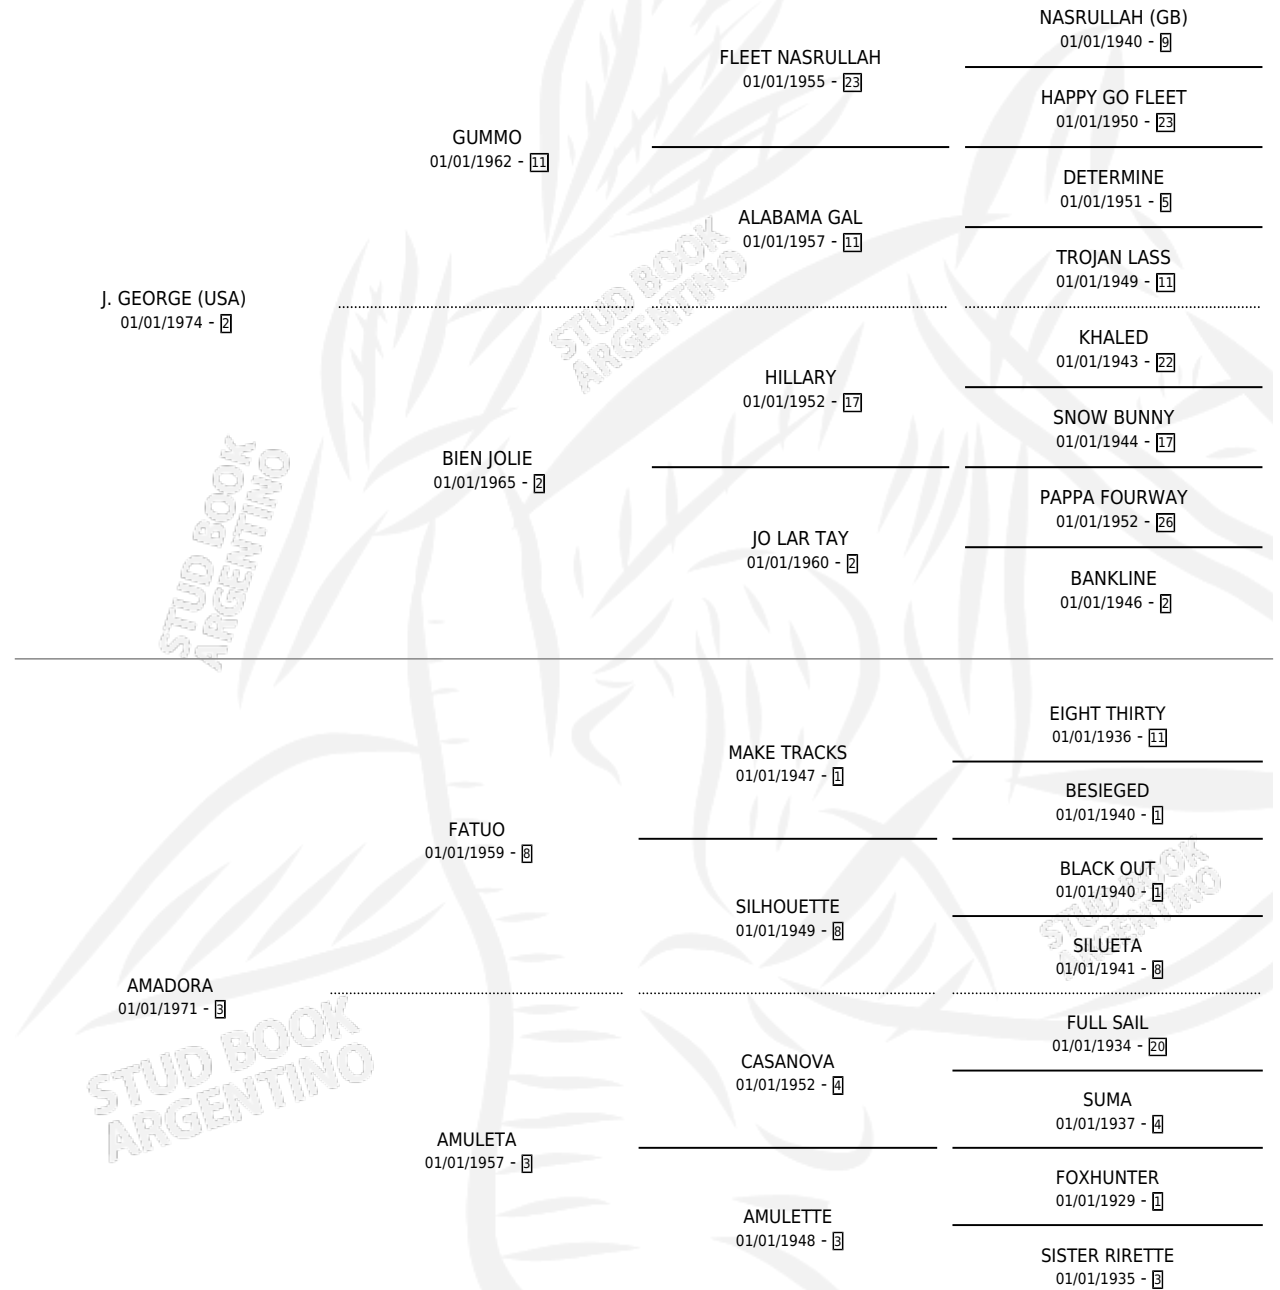 NASRULLAH (GB)
01/01/1940 - 9
FLEET NASRULLAH
01/01/1955 - 23
HAPPY GO FLEET
01/01/1950 - 23
GUMMO
01/01/1962 - 11
DETERMINE
01/01/1951 - 5
ALABAMA GAL
01/01/1957 - 11
TROJAN LASS
01/01/1949 - 11
J. GEORGE (USA)
01/01/1974 - 2
STUD BOOK
ARGENTINO
KHALED
01/01/1943 - 22
HILLARY
01/01/1952 - 17
SNOW BUNNY
01/01/1944 - 17
BIEN JOLIE
01/01/1965 - 2
PAPPA FOURWAY
01/01/1952 - 26
JO LAR TAY
01/01/1960 - 2
BANKLINE
01/01/1946 - 2
STUD BOOK
ARGENTINO
EIGHT THIRTY
01/01/1936 - 11
MAKE TRACKS
01/01/1947 - 1
BESIEGED
01/01/1940 - 1
FATUO
01/01/1959 - 8
BLACK OUT
01/01/1940 - 1
SILHOUETTE
01/01/1949 - 8
SILUETA
01/01/1941 - 8
STUD BOOK
ARGENTINO
AMADORA
01/01/1971 - 3
FULL SAIL
01/01/1934 - 20
CASANOVA
01/01/1952 - 4
SUMA
01/01/1937 - 4
STUD BOOK
ARGENTINO
AMULETA
01/01/1957 - 3
FOXHUNTER
01/01/1929 - 1
AMULETTE
01/01/1948 - 3
SISTER RIRETTE
01/01/1935 - 3